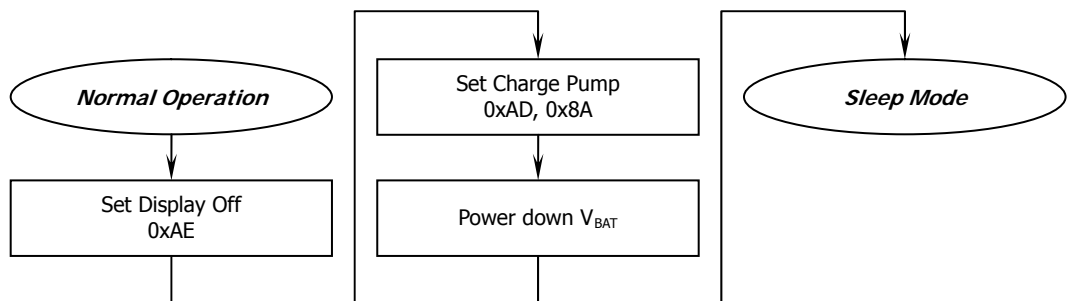 Normal Operation
Set Display Off
0xAE
Set Charge Pump
0xAD, 0x8A
Power down VBAT
Sleep Mode